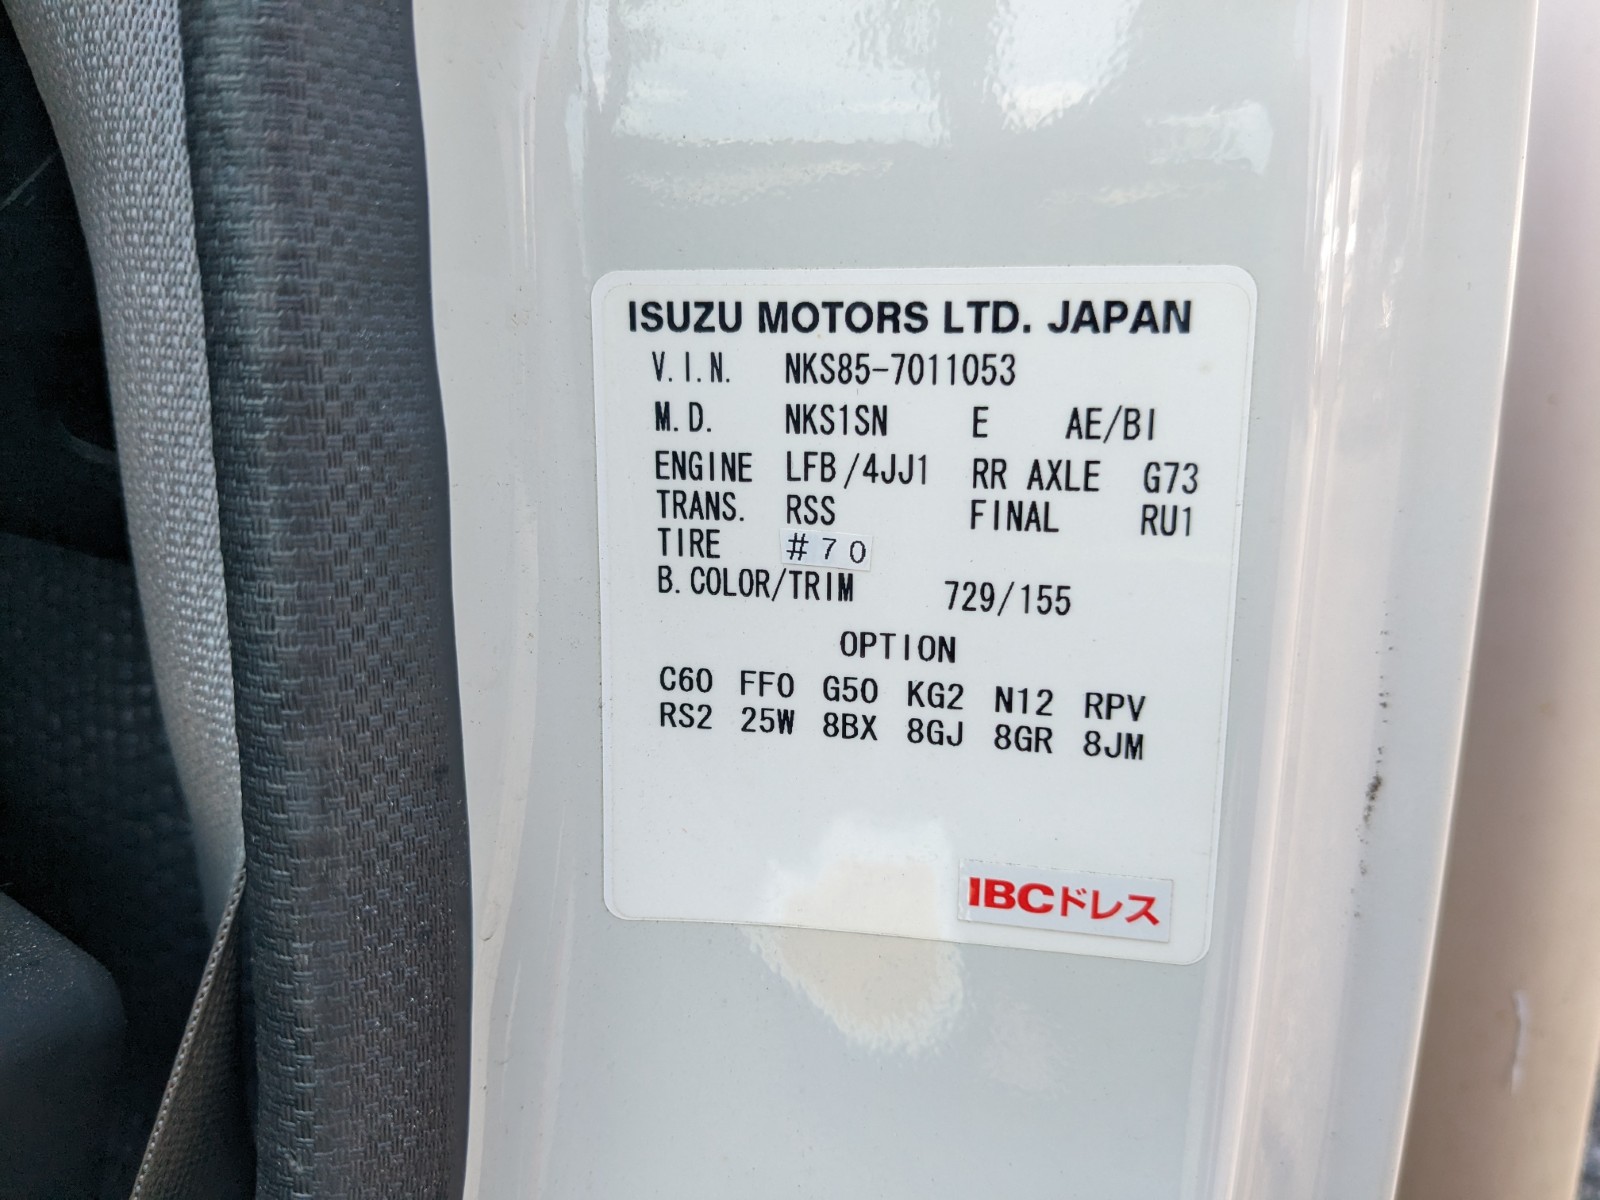 ISUZU MOTORS LTD. JAPAN
V.I.N. NKS85-7011053
M.D. NKS1SN E AE/BI
ENGINE LFB/4JJ1 RR AXLE G73
TRANS. RSS FINAL RU1
TIRE #70
B.COLOR/TRIM 729/155
OPTION
C60 FF0 G50 KG2 N12 RPV
RS2 25W 8BX 8GJ 8GR 8JM
IBCドレス